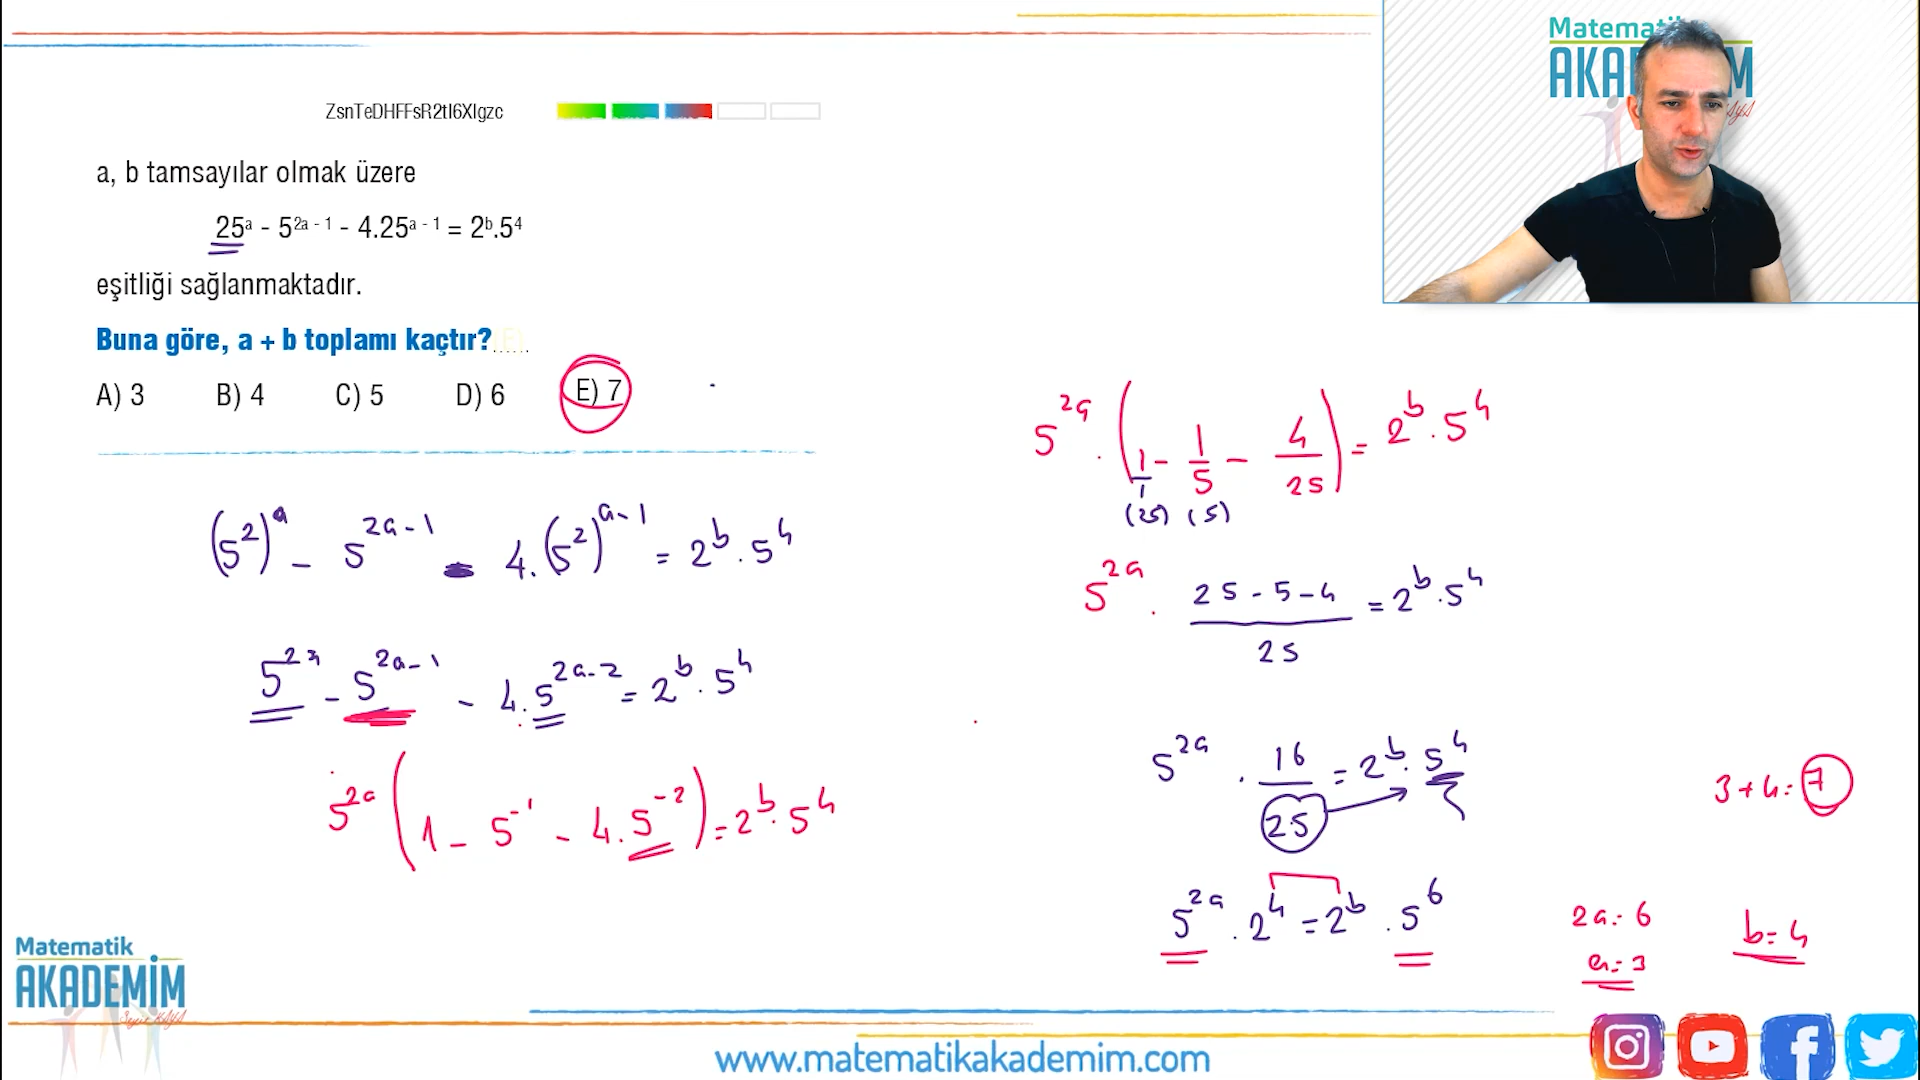 Matematik
AKADEMİM
ZsnTeDHFFsR2tI6XIgzc
a, b tamsayılar olmak üzere
25ᵃ - 5²ᵃ ⁻ ¹ - 4.25ᵃ ⁻ ¹ = 2ᵇ.5⁴
eşitliği sağlanmaktadır.
Buna göre, a + b toplamı kaçtır? (E)
A) 3 B) 4 C) 5 D) 6 E) 7
(5²)ᵃ - 5²ᵃ⁻¹ - 4.(5²)ᵃ⁻¹ = 2ᵇ.5⁴
5²ᵃ - 5²ᵃ⁻¹ - 4.5²ᵃ⁻² = 2ᵇ.5⁴
5²ᵃ (1 - 5⁻¹ - 4.5⁻²) = 2ᵇ.5⁴
5²ᵃ . (1/1 - 1/5 - 4/25) = 2ᵇ.5⁴
(25) (5)
5²ᵃ . 25-5-4/25 = 2ᵇ.5⁴
5²ᵃ . 16/25 = 2ᵇ.5⁴
5²ᵃ . 2⁴ = 2ᵇ . 5⁶
2a = 6
a = 3
b = 4
3+4=7
Matematik
AKADEMİM
www.matematikakademim.com